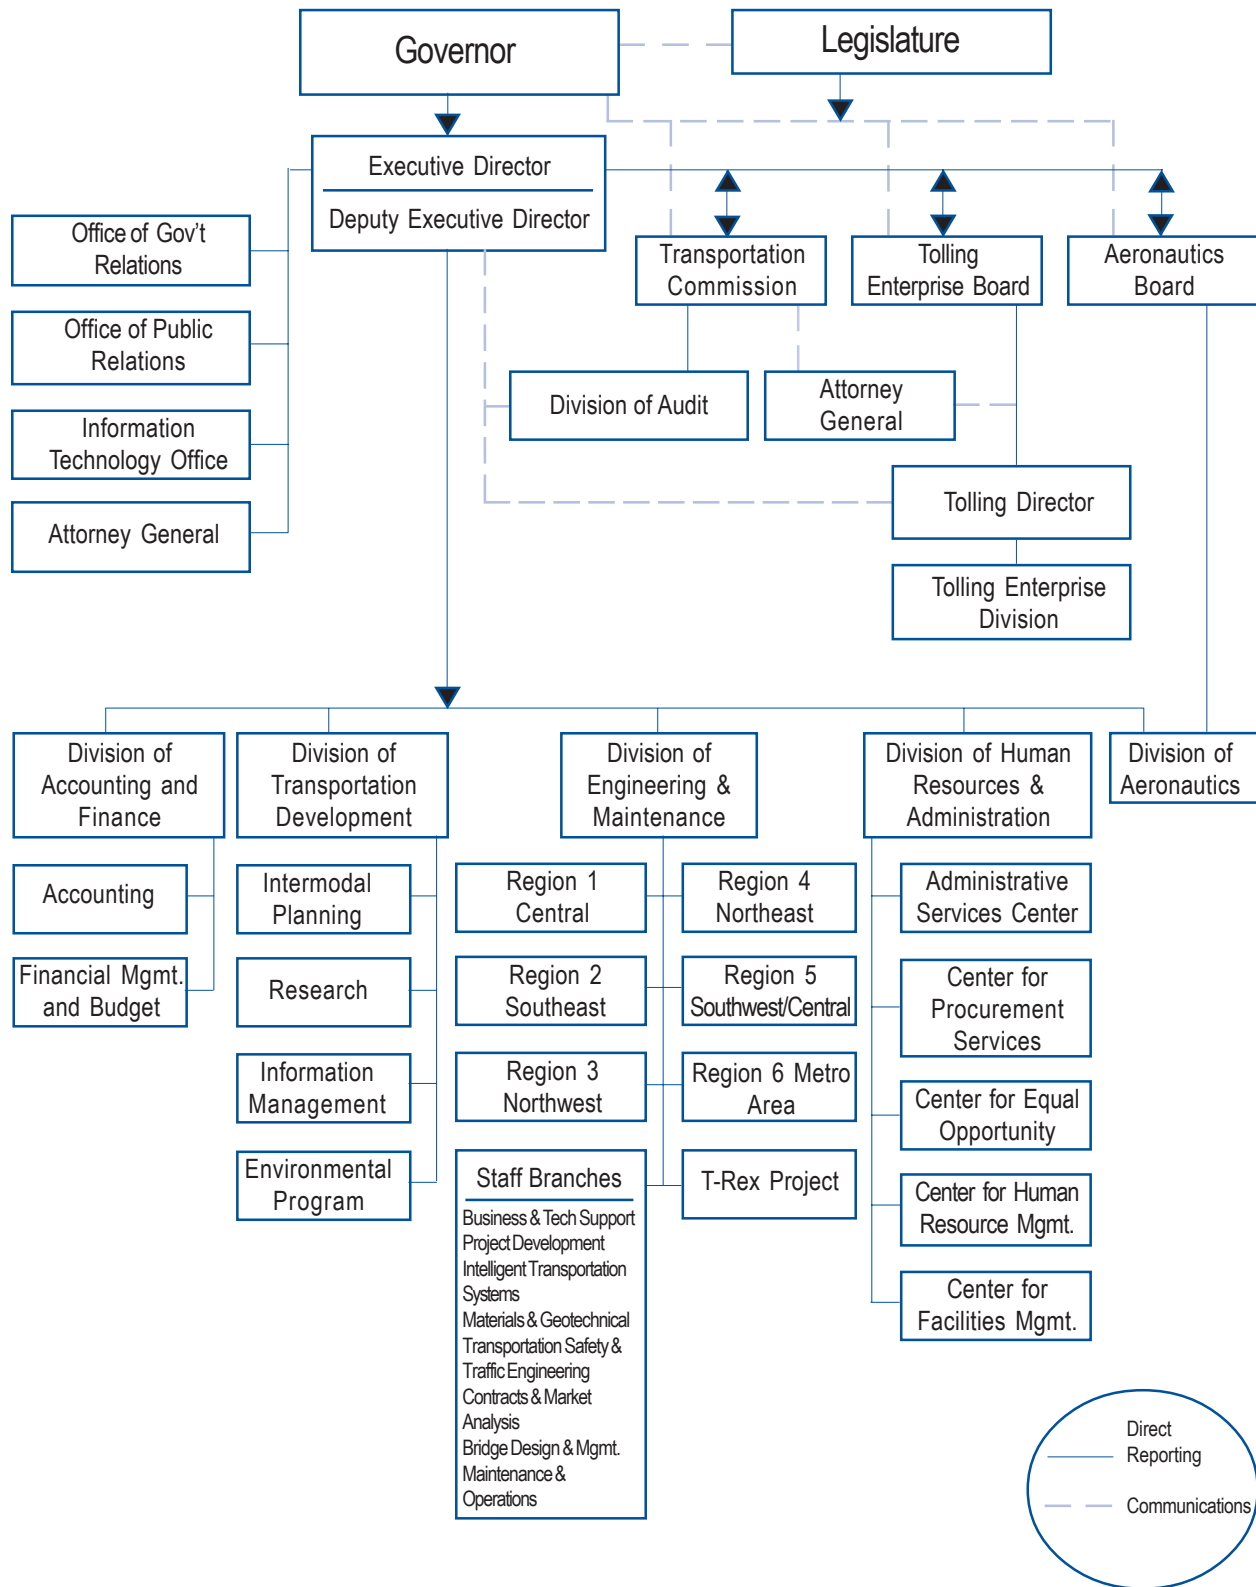 Governor
Legislature
Executive Director
Deputy Executive Director
Office of Gov't
Relations
Office of Public
Relations
Information
Technology Office
Attorney General
Transportation
Commission
Tolling
Enterprise Board
Aeronautics
Board
Division of Audit
Attorney
General
Tolling Director
Tolling Enterprise
Division
Division of
Accounting and
Finance
Division of
Transportation
Development
Division of
Engineering &
Maintenance
Division of Human
Resources &
Administration
Division of
Aeronautics
Accounting
Financial Mgmt.
and Budget
Intermodal
Planning
Research
Information
Management
Environmental
Program
Region 1
Central
Region 2
Southeast
Region 3
Northwest
Staff Branches
Business & Tech Support
Project Development
Intelligent Transportation
Systems
Materials & Geotechnical
Transportation Safety &
Traffic Engineering
Contracts & Market
Analysis
Bridge Design & Mgmt.
Maintenance &
Operations
Region 4
Northeast
Region 5
Southwest/Central
Region 6 Metro
Area
T-Rex Project
Administrative
Services Center
Center for
Procurement
Services
Center for Equal
Opportunity
Center for Human
Resource Mgmt.
Center for
Facilities Mgmt.
Direct
Reporting
Communications